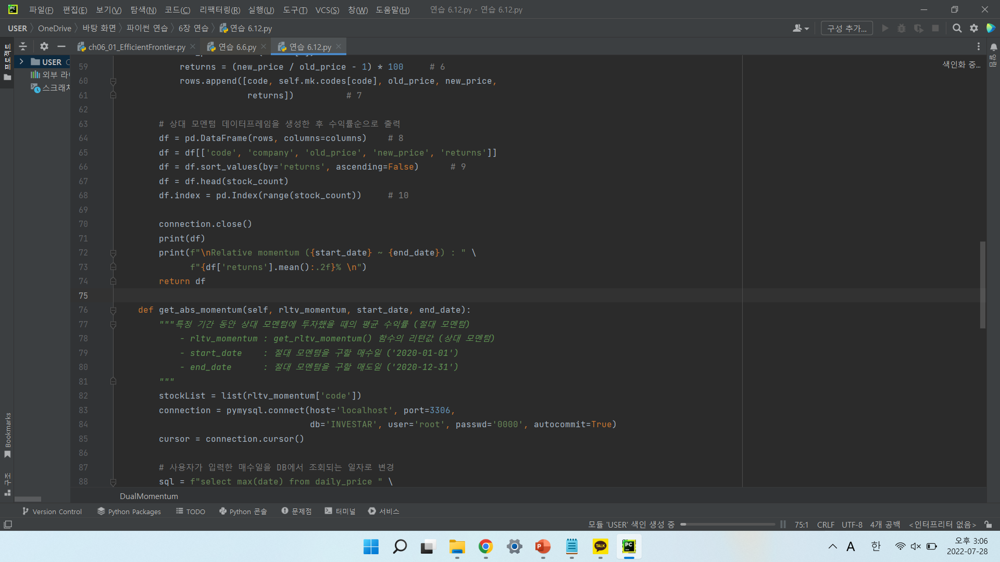 파일(F) 편집(E) 보기(V) 탐색(N) 코드(C) 리팩터링(R) 실행(U) 도구(T) VCS(S) 창(W) 도움말(H) 연습 6.12.py - 연습 6.12.py
USER OneDrive 바탕 화면 파이썬 연습 6장 연습 연습 6.12.py 구성 추가...
ch06_01_EfficientFrontier.py 연습 6.6.py 연습 6.12.py
프로젝트
알림
USER
외부 라이
스크래치
색인화 중...
59 returns = (new_price / old_price - 1) * 100 # 6
60 rows.append([code, self.mk.codes[code], old_price, new_price,
61 returns]) # 7
62
63 # 상대 모멘텀 데이터프레임을 생성한 후 수익률순으로 출력
64 df = pd.DataFrame(rows, columns=columns) # 8
65 df = df[['code', 'company', 'old_price', 'new_price', 'returns']]
66 df = df.sort_values(by='returns', ascending=False) # 9
67 df = df.head(stock_count)
68 df.index = pd.Index(range(stock_count)) # 10
69
70 connection.close()
71 print(df)
72 print(f"\nRelative momentum ({start_date} ~ {end_date}) : " \
73 f"{df['returns'].mean():.2f}% \n")
74 return df
75
76 def get_abs_momentum(self, rltv_momentum, start_date, end_date):
77 """특정 기간 동안 상대 모멘텀에 투자했을 때의 평균 수익률 (절대 모멘텀)
78 - rltv_momentum : get_rltv_momentum() 함수의 리턴값 (상대 모멘텀)
79 - start_date : 절대 모멘텀을 구할 매수일 ('2020-01-01')
80 - end_date : 절대 모멘텀을 구할 매도일 ('2020-12-31')
81 """
82 stockList = list(rltv_momentum['code'])
83 connection = pymysql.connect(host='localhost', port=3306,
84 db='INVESTAR', user='root', passwd='0000', autocommit=True)
85 cursor = connection.cursor()
86
87 # 사용자가 입력한 매수일을 DB에서 조회되는 일자로 변경
88 sql = f"select max(date) from daily_price " \
Bookmarks
구조
DualMomentum
Version Control Python Packages TODO Python 콘솔 문제점 터미널 서비스
모듈 'USER' 색인 생성 중 75:1 CRLF UTF-8 4개 공백 <인터프리터 없음>
A 한 오후 3:06
2022-07-28